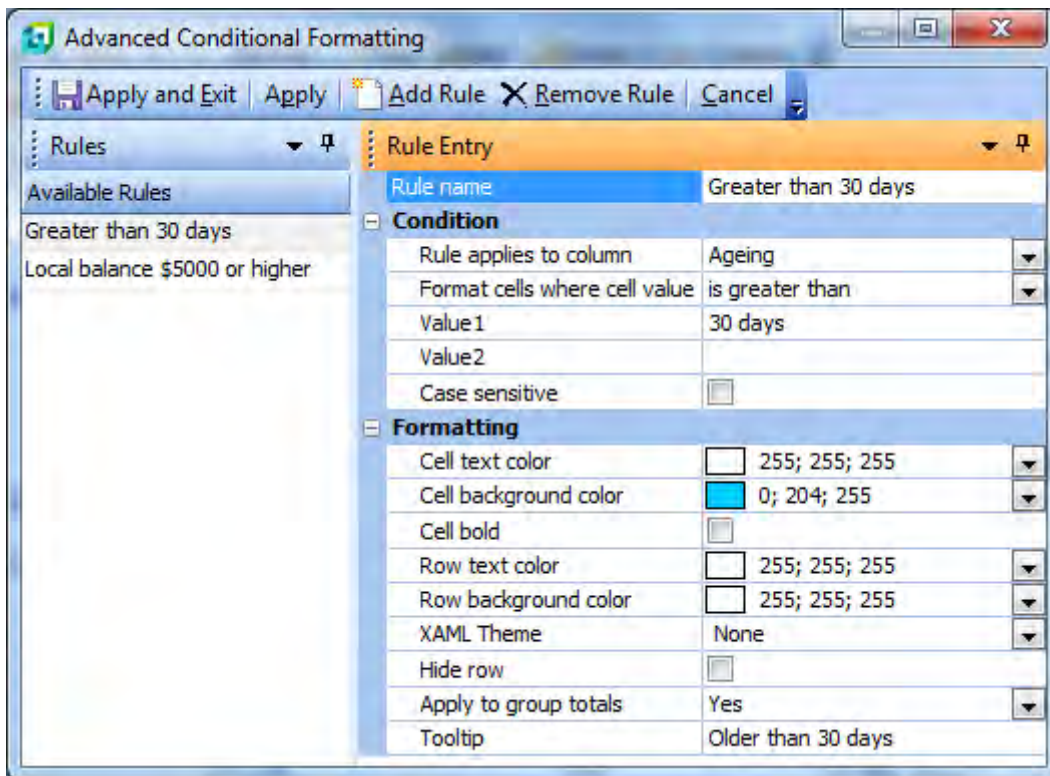 Advanced Conditional Formatting
Apply and Exit Apply Add Rule Remove Rule Cancel
Rules
Available Rules
Greater than 30 days
Local balance $5000 or higher
Rule Entry
Rule name Greater than 30 days
Condition
Rule applies to column Ageing
Format cells where cell value is greater than
Value1 30 days
Value2
Case sensitive
Formatting
Cell text color 255; 255; 255
Cell background color 0; 204; 255
Cell bold
Row text color 255; 255; 255
Row background color 255; 255; 255
XAML Theme None
Hide row
Apply to group totals Yes
Tooltip Older than 30 days